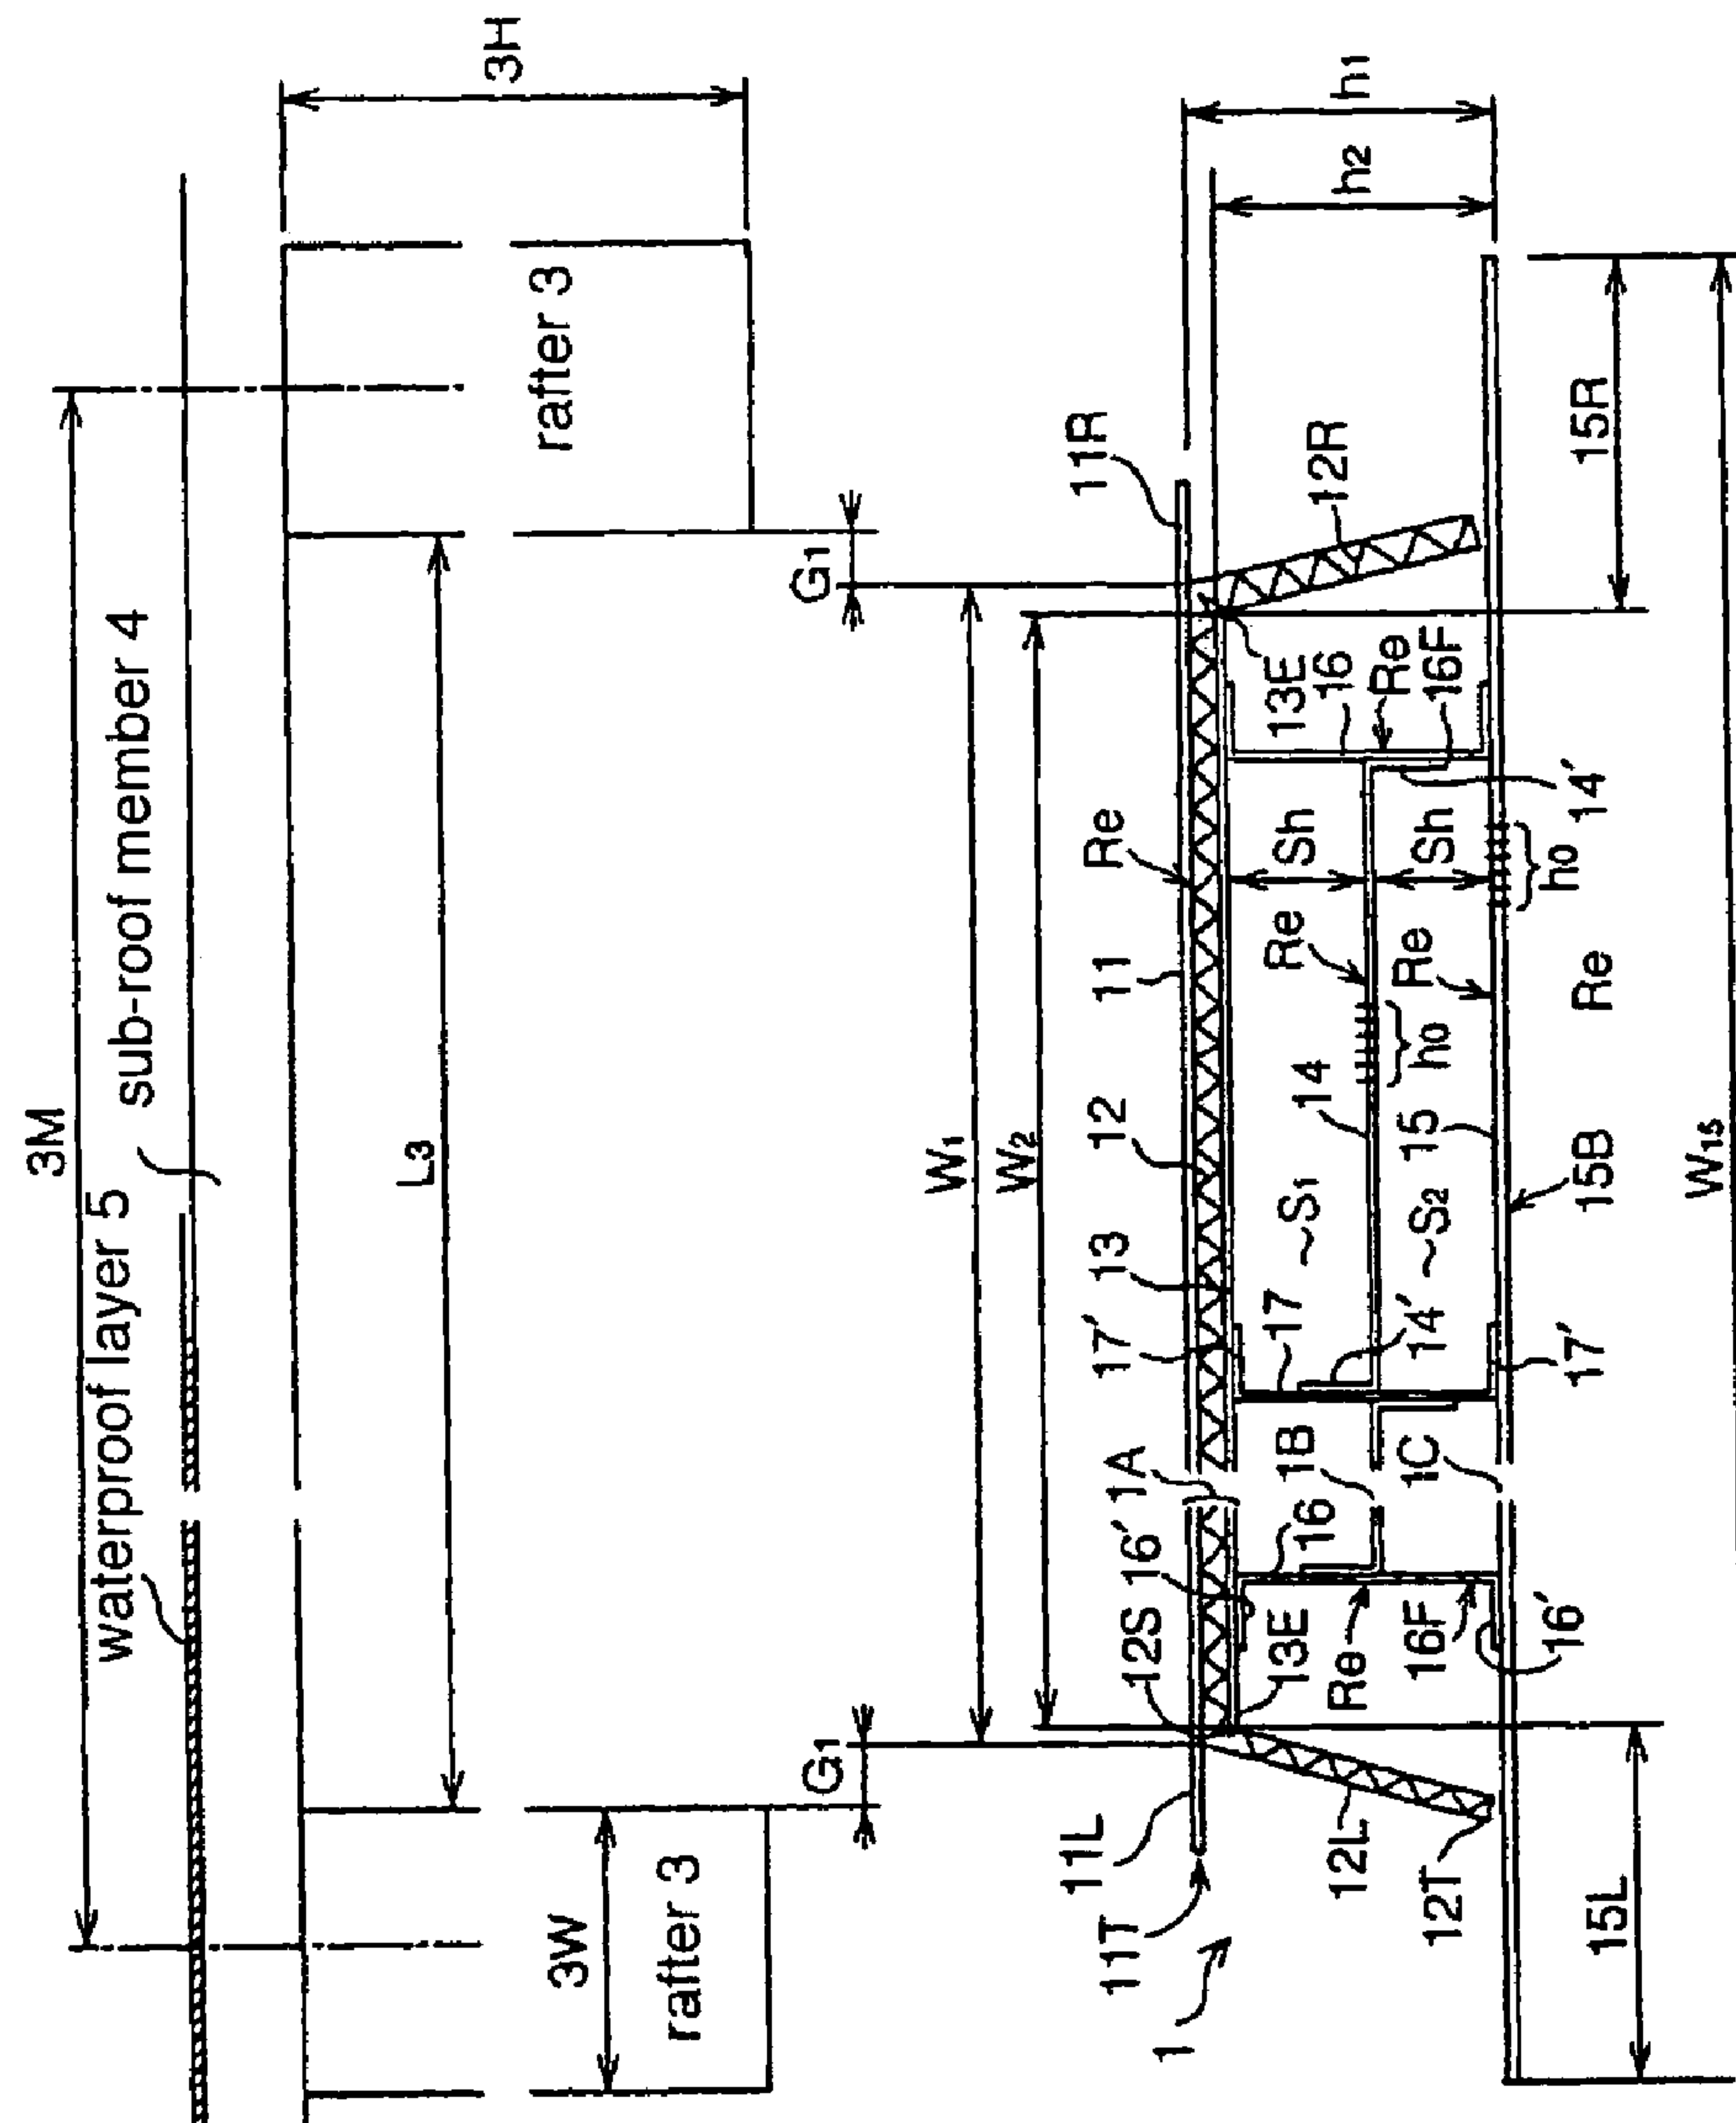 3M
waterproof layer 5
sub-roof member 4
3H
L3
3W
rafter 3
rafter 3
G1
G1
W1
W2
h1
h2
11L
11T
1
12S
16'
1A
17'
13
12
11
Re
11R
12R
13E
16
Re
16F
14'
13E
16
1B
17
~S1
14
Re
Sh
Sh
Re
16F
16'
1C
14'
~S2
15
h0
Re
h0
12L
12T
17'
15B
Re
15L
15R
W15